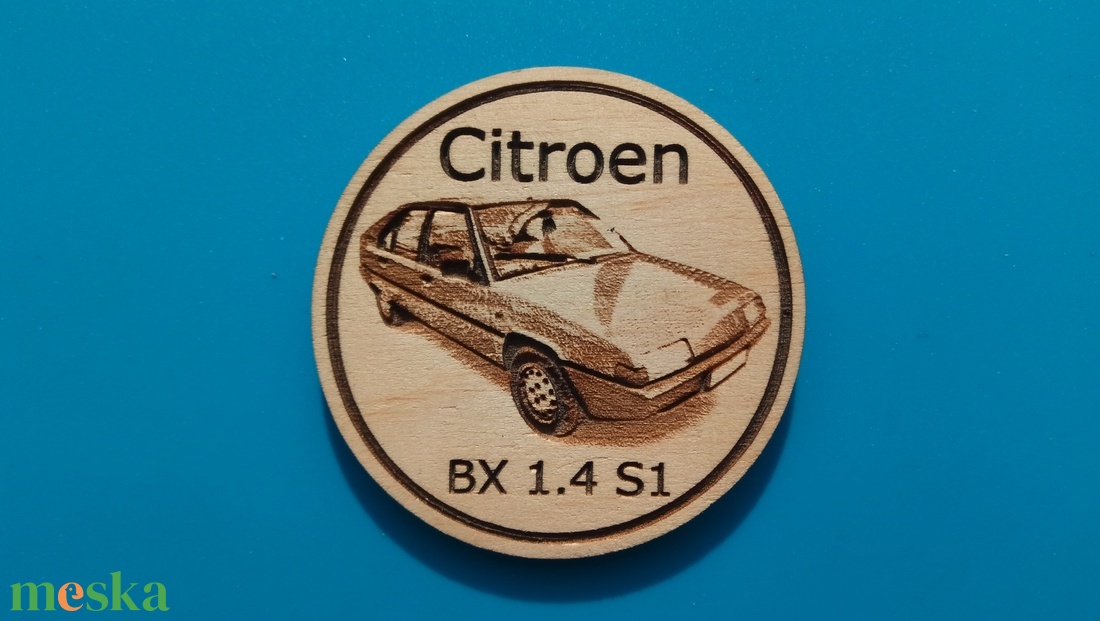 Citroen
BX 1.4 S1
meska